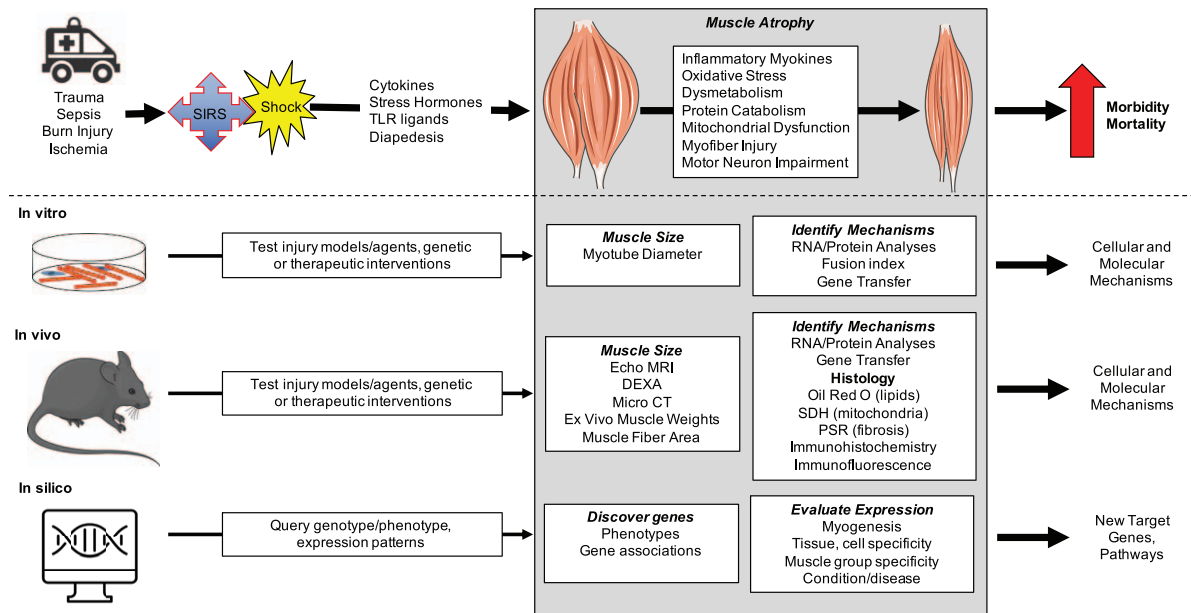 Muscle Atrophy
Trauma
Sepsis
Burn Injury
Ischemia
SIRS
Shock
Cytokines
Stress Hormones
TLR ligands
Diapedesis
Inflammatory Myokines
Oxidative Stress
Dysmetabolism
Protein Catabolism
Mitochondrial Dysfunction
Myofiber Injury
Motor Neuron Impairment
Morbidity
Mortality
In vitro
Test injury models/agents, genetic
or therapeutic interventions
Muscle Size
Myotube Diameter
Identify Mechanisms
RNA/Protein Analyses
Fusion index
Gene Transfer
Cellular and
Molecular
Mechanisms
In vivo
Test injury models/agents, genetic
or therapeutic interventions
Muscle Size
Echo MRI
DEXA
Micro CT
Ex Vivo Muscle Weights
Muscle Fiber Area
Identify Mechanisms
RNA/Protein Analyses
Gene Transfer
Histology
Oil Red O (lipids)
SDH (mitochondria)
PSR (fibrosis)
Immunohistochemistry
Immunofluorescence
Cellular and
Molecular
Mechanisms
In silico
Query genotype/phenotype,
expression patterns
Discover genes
Phenotypes
Gene associations
Evaluate Expression
Myogenesis
Tissue, cell specificity
Muscle group specificity
Condition/disease
New Target
Genes,
Pathways